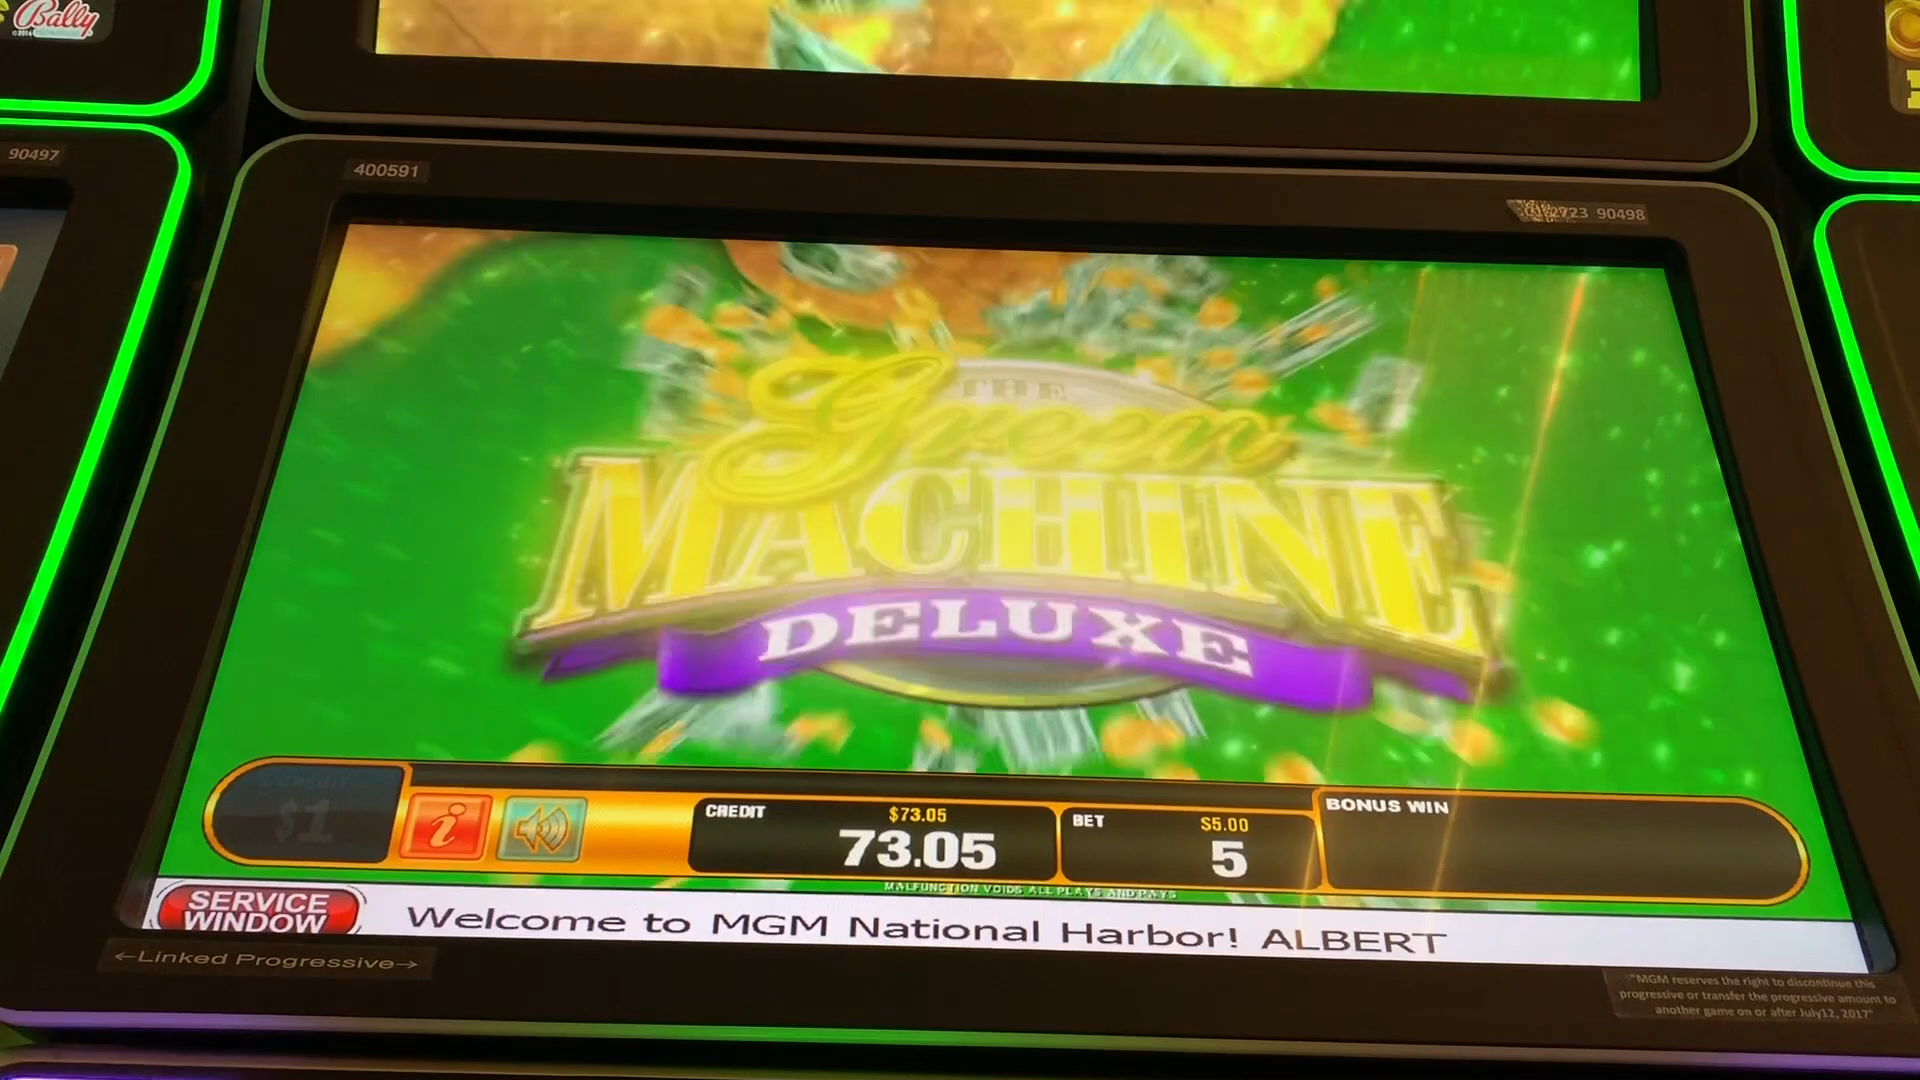 Bally
90497
400591
90498
THE
Green
MACHINE
DELUXE
$1
i
CREDIT
$73.05
73.05
BET
$5.00
5
BONUS WIN
MALFUNCTION VOIDS ALL PLAYS AND PAYS
SERVICE
WINDOW
Welcome to MGM National Harbor! ALBERT
←Linked Progressive→
"MGM reserves the right to discontinue this
progressive or transfer the progressive amount to
another game on or after July12, 2017"